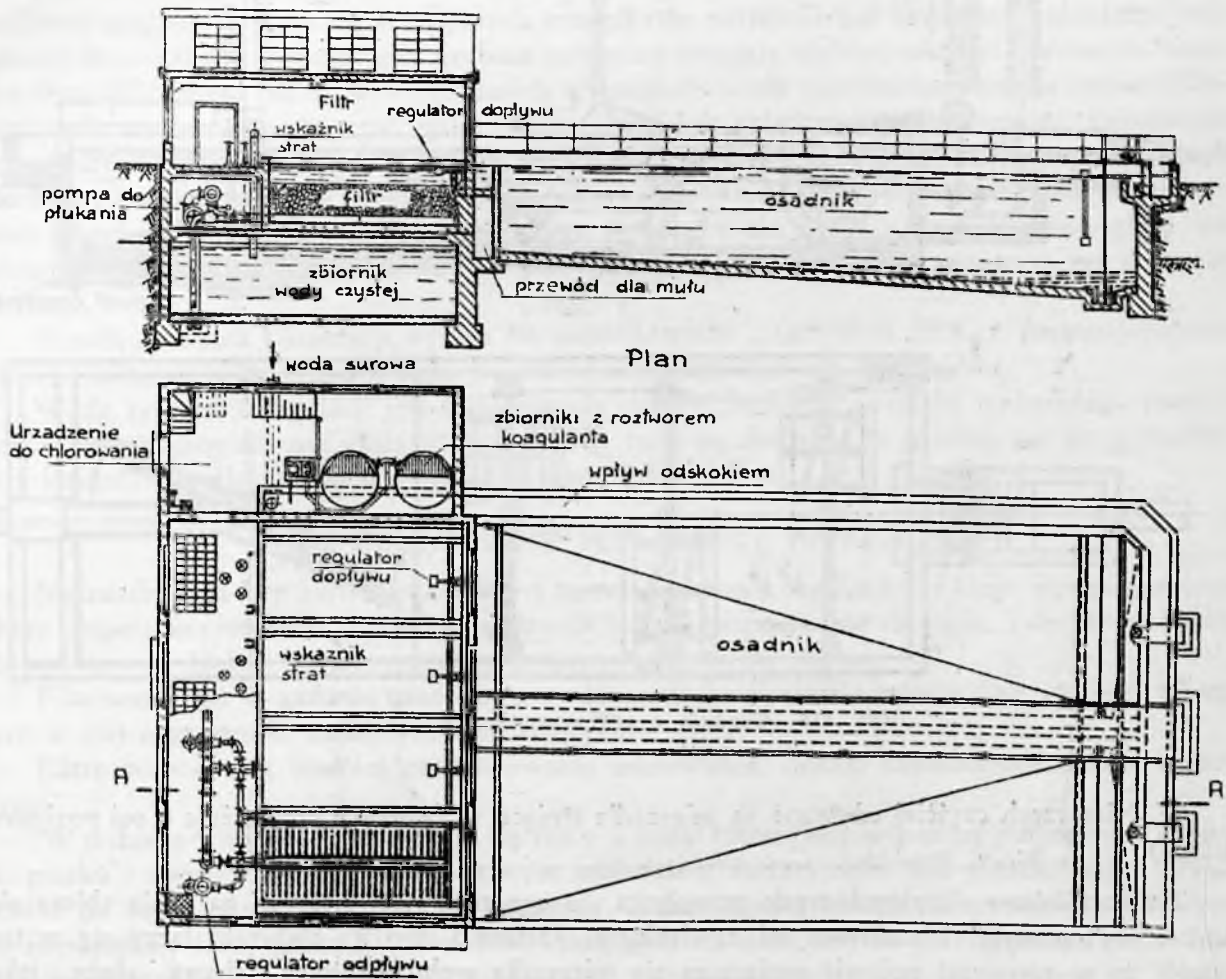 Filtr
regulator dopływu
wskaźnik
strat
pompa do
płukania
filtr
osadnik
zbiornik
wody czystej
przewód dla mułu
Plan
woda surowa
zbiorniki z roztworem
koagulanta
Urzadzenie
do chlorowania
wpływ odskokiem
regulator
dopływu
wskaźnik
strat
osadnik
A
A
regulator odpływu